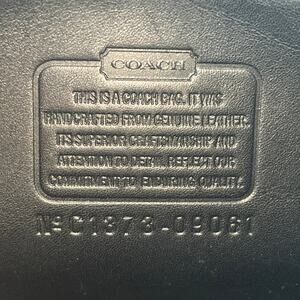 COACH
THIS IS A COACH BAG. IT WAS
HANDCRAFTED FROM GENUINE LEATHER.
ITS SUPERIOR CRAFTSMANSHIP AND
ATTENTION TO DETAIL REFLECT OUR
COMMITMENT TO ENDURING QUALITY.
Nº C1373-09061